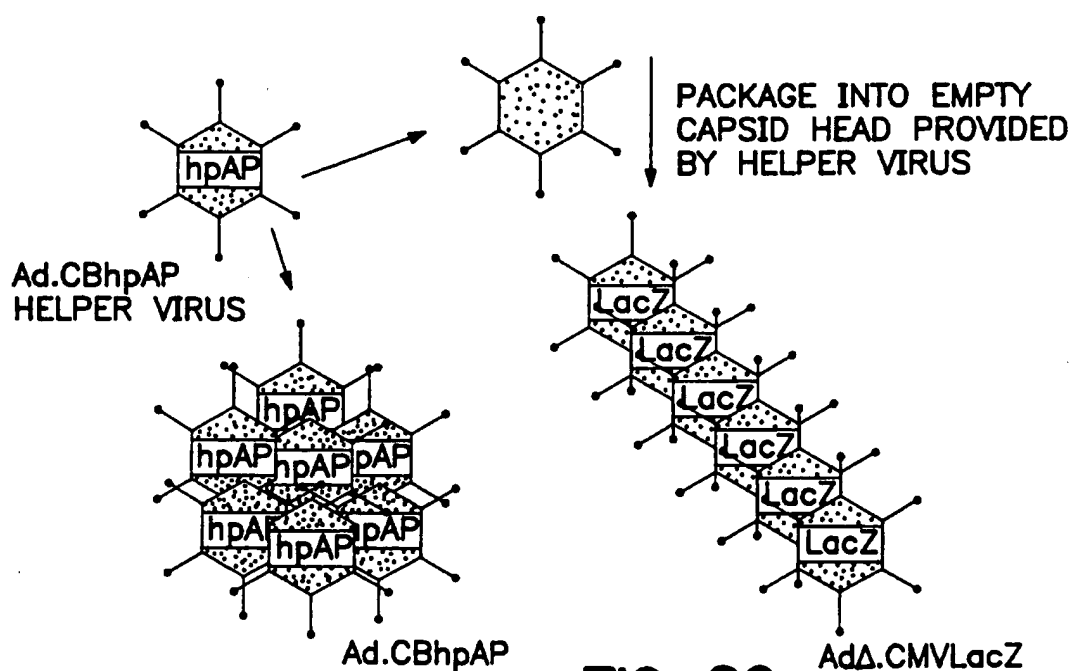 PACKAGE INTO EMPTY
CAPSID HEAD PROVIDED
BY HELPER VIRUS
hpAP
Ad.CBhpAP
HELPER VIRUS
LacZ
LacZ
LacZ
LacZ
LacZ
LacZ
hpAP
hpAP
hpAP
pAP
hpAP
hpAP
hpAP
Ad.CBhpAP
AdΔ.CMVLacZ